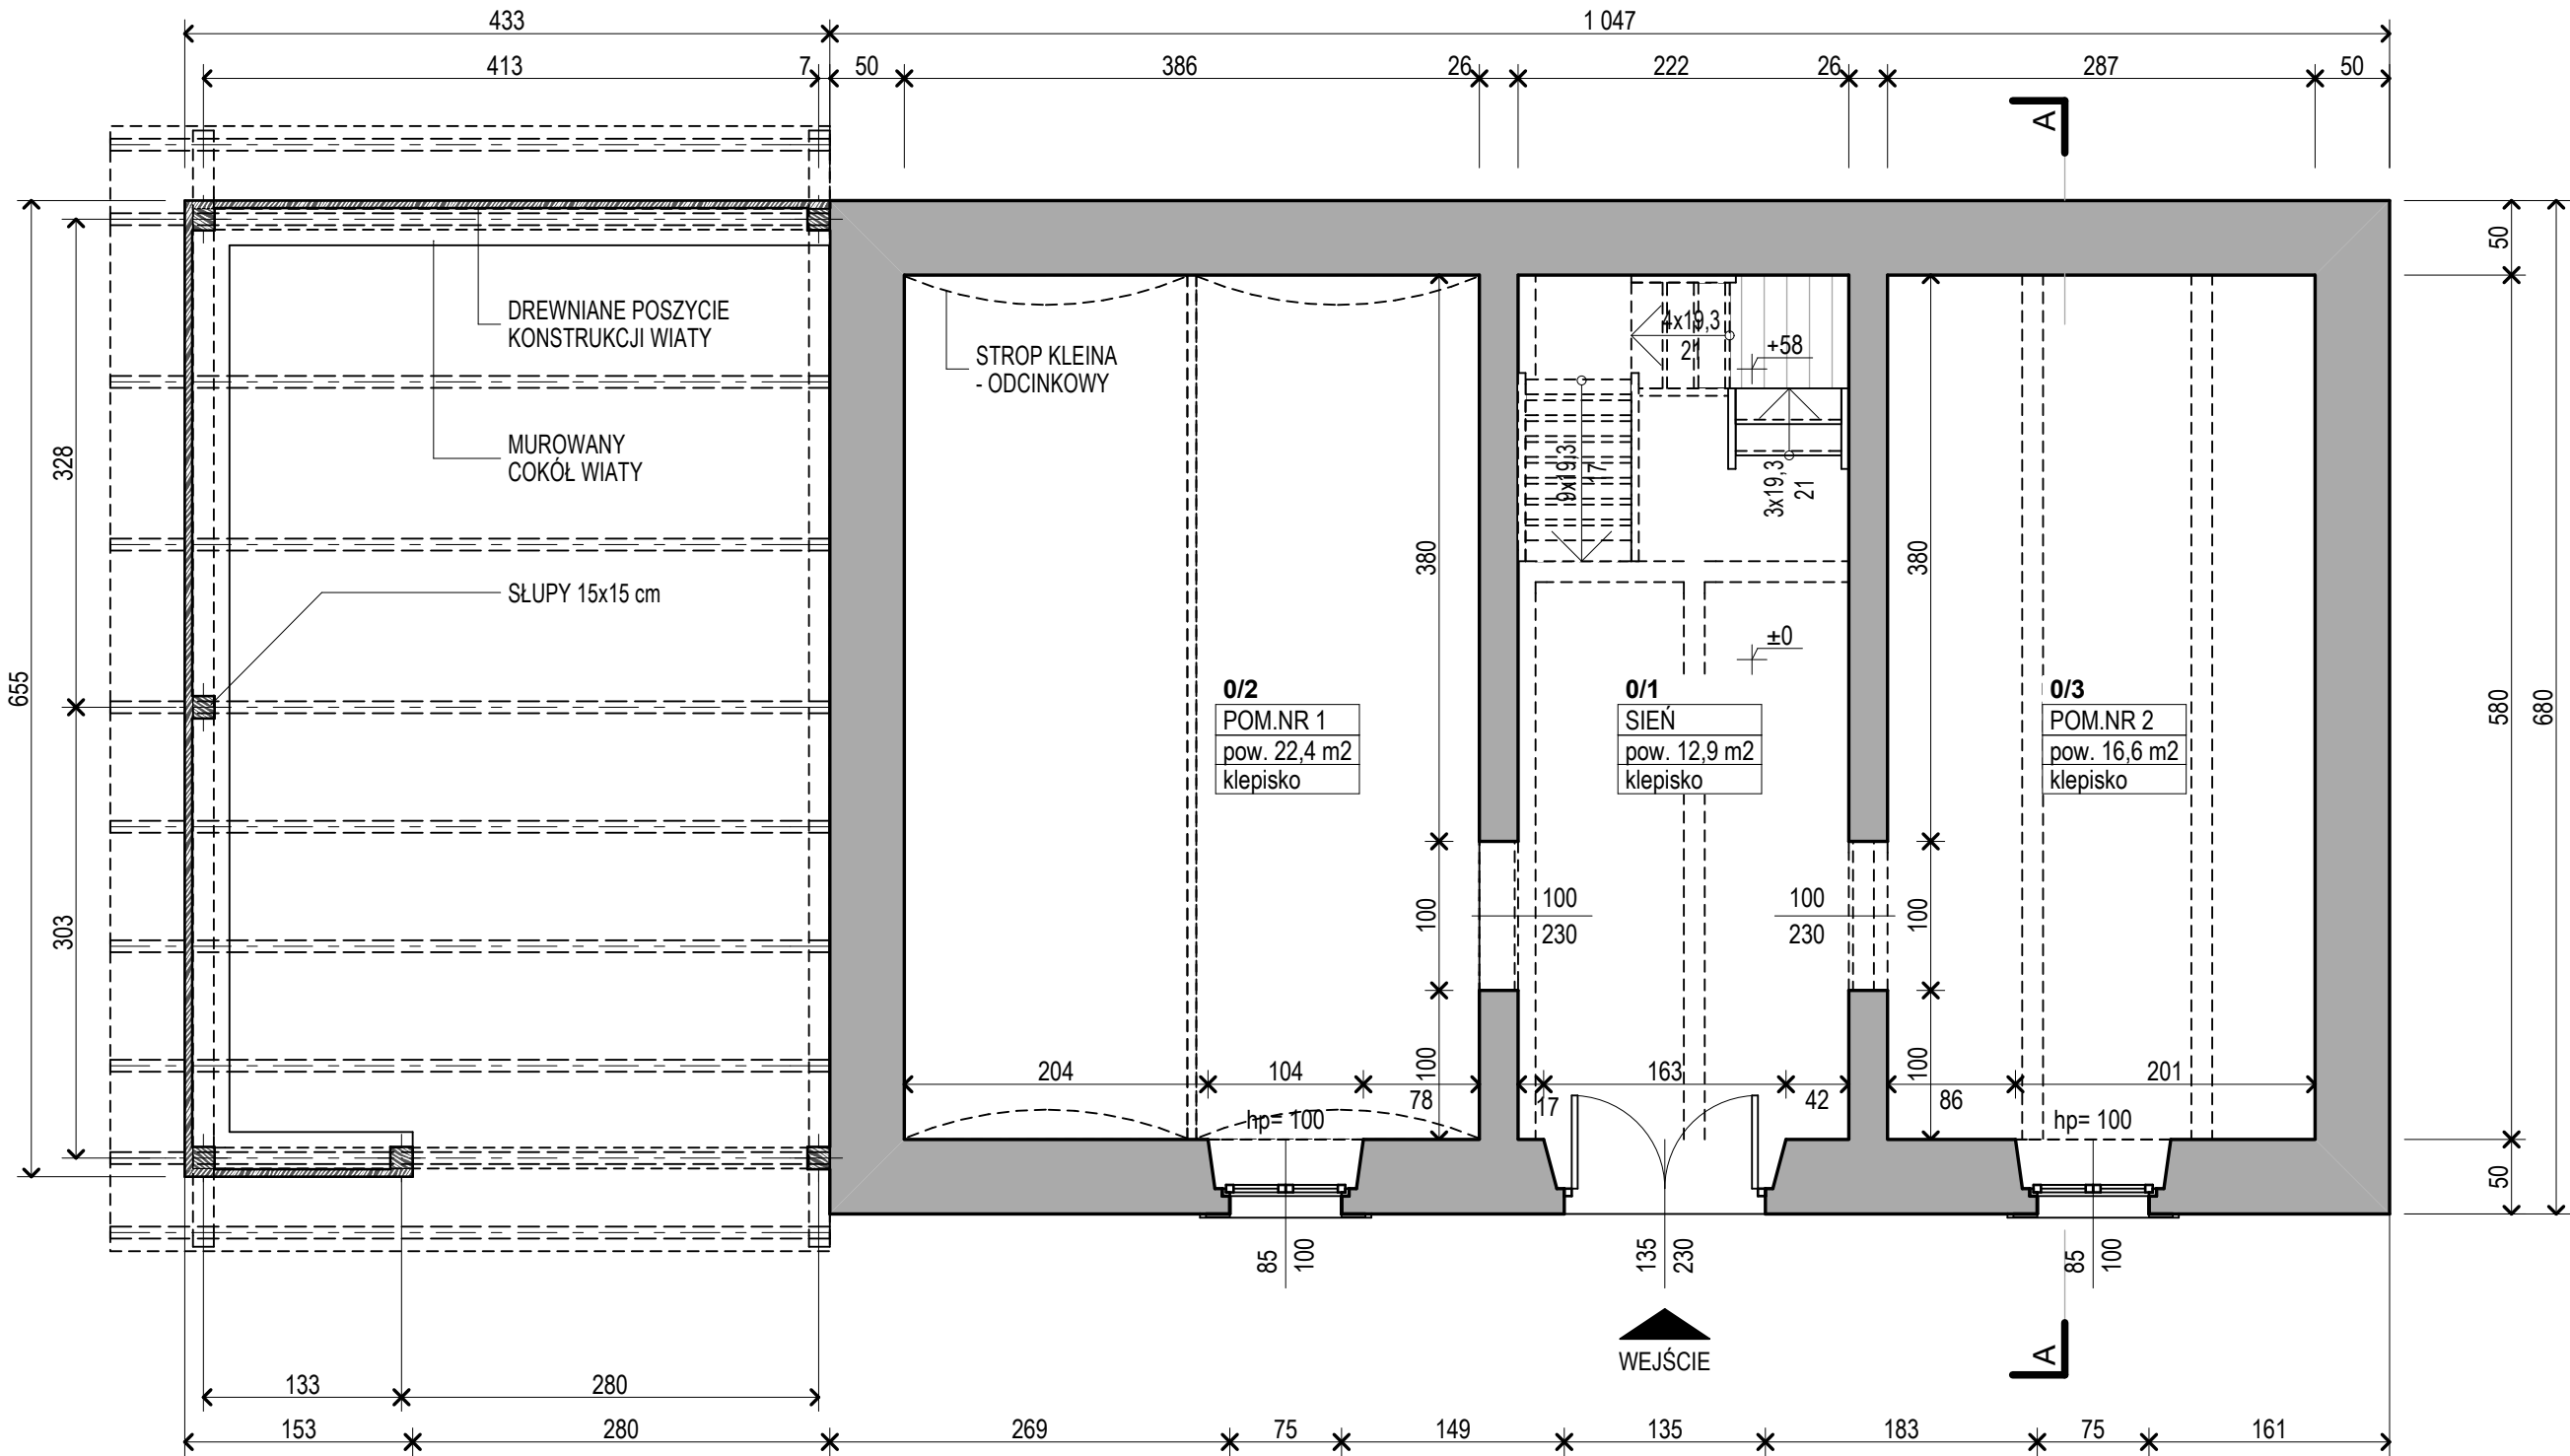 433
1 047
413
7
50
386
26
222
26
287
50
A
DREWNIANE POSZYCIE
KONSTRUKCJI WIATY
STROP KLEINA
- ODCINKOWY
MUROWANY
COKÓŁ WIATY
SŁUPY 15x15 cm
4x19,3
21
+58
9x19,3
17
3x19,3
21
±0
655
328
303
380
100
100
380
100
100
50
580
50
680
0/2
POM.NR 1
pow. 22,4 m2
klepisko
0/1
SIEŃ
pow. 12,9 m2
klepisko
0/3
POM.NR 2
pow. 16,6 m2
klepisko
100
230
100
230
204
104
78
17
163
42
86
201
hp= 100
hp= 100
85
100
135
230
85
100
WEJŚCIE
A
133
280
153
280
269
75
149
135
183
75
161